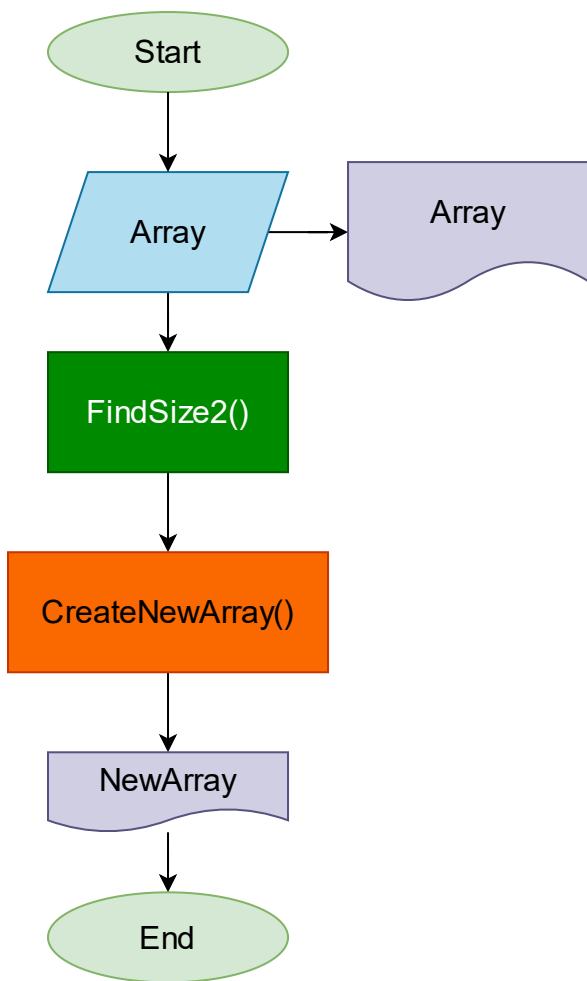 Start
Array
Array
FindSize2()
CreateNewArray()
NewArray
End